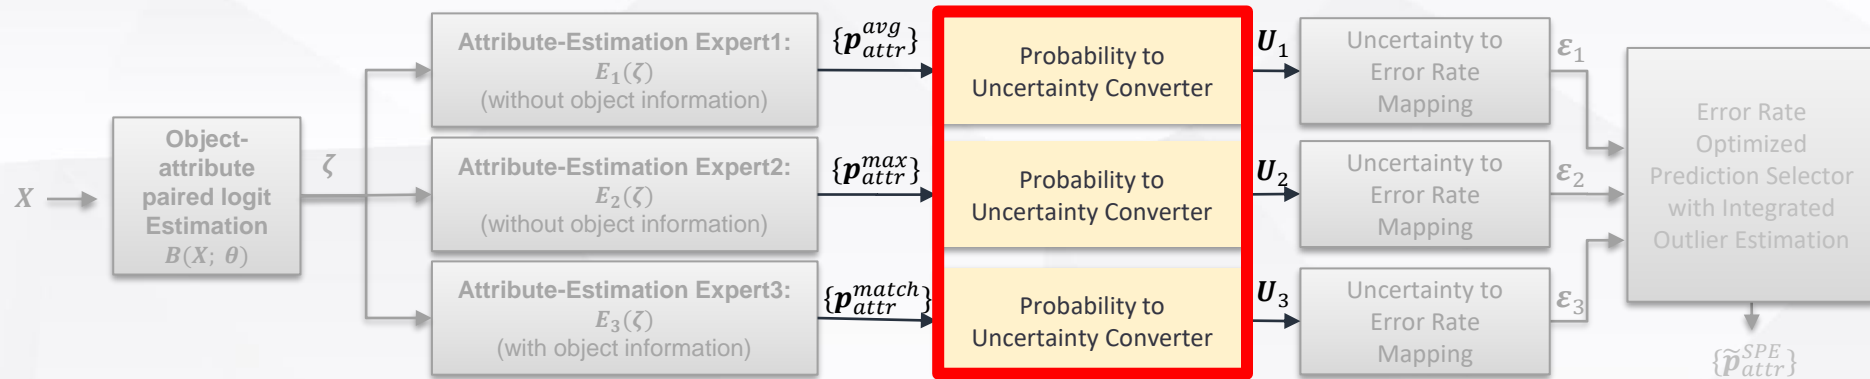 X
Object-
attribute
paired logit
Estimation
B(X; θ)
ζ
Attribute-Estimation Expert1:
E₁(ζ)
(without object information)
Attribute-Estimation Expert2:
E₂(ζ)
(without object information)
Attribute-Estimation Expert3:
E₃(ζ)
(with object information)
{p_attr^avg}
{p_attr^max}
{p_attr^match}
Probability to
Uncertainty Converter
Probability to
Uncertainty Converter
Probability to
Uncertainty Converter
U₁
U₂
U₃
Uncertainty to
Error Rate
Mapping
Uncertainty to
Error Rate
Mapping
Uncertainty to
Error Rate
Mapping
ε₁
ε₂
ε₃
Error Rate
Optimized
Prediction Selector
with Integrated
Outlier Estimation
{p̃_attr^SPE}